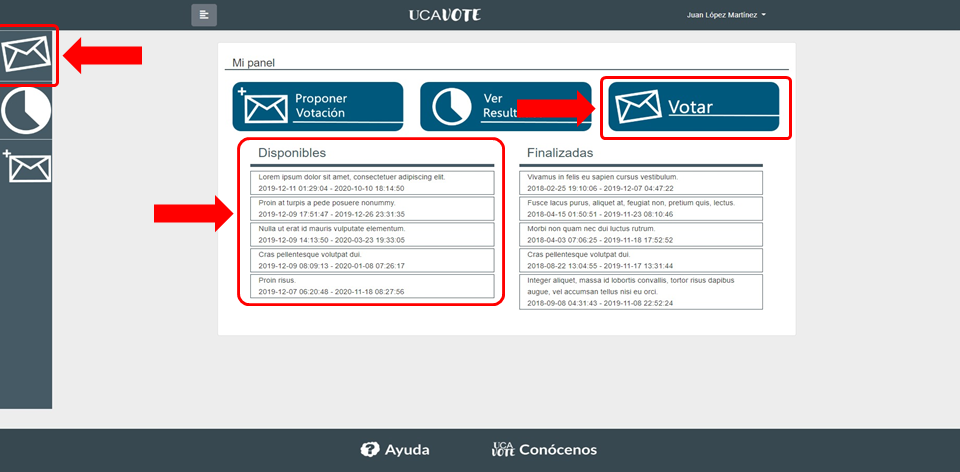 UCAVOTE
Juan López Martínez
Mi panel
Proponer
Votación
Ver
Result
Votar
Disponibles
Lorem ipsum dolor sit amet, consectetuer adipiscing elit.
2019-12-11 01:29:04 - 2020-10-10 18:14:50
Proin at turpis a pede posuere nonummy.
2019-12-09 17:51:47 - 2019-12-26 23:31:35
Nulla ut erat id mauris vulputate elementum.
2019-12-09 14:13:50 - 2020-03-23 19:33:05
Cras pellentesque volutpat dui.
2019-12-09 08:09:13 - 2020-01-08 07:26:17
Proin risus.
2019-12-07 06:20:48 - 2020-11-18 08:27:56
Finalizadas
Vivamus in felis eu sapien cursus vestibulum.
2018-02-25 19:10:06 - 2019-12-07 04:47:22
Fusce lacus purus, aliquet at, feugiat non, pretium quis, lectus.
2018-04-15 01:50:51 - 2019-11-23 08:10:46
Morbi non quam nec dui luctus rutrum.
2018-04-03 07:06:25 - 2019-11-18 17:52:52
Cras pellentesque volutpat dui.
2018-08-22 13:04:55 - 2019-11-17 13:31:44
Integer aliquet, massa id lobortis convallis, tortor risus dapibus
augue, vel accumsan tellus nisi eu orci.
2018-09-08 04:31:43 - 2019-11-08 22:52:24
Ayuda
UCA
VOTE
Conócenos